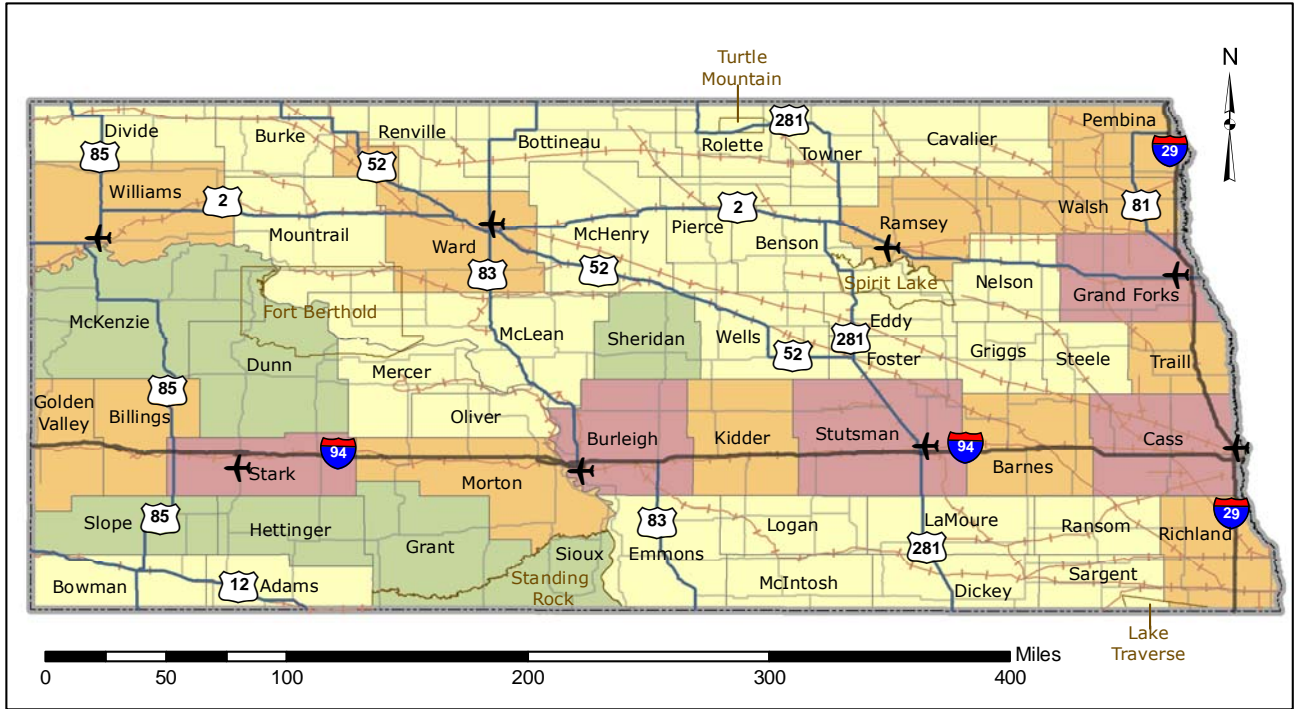 Turtle
Mountain
N
Divide
Burke
Renville
Bottineau
Rolette
281
Towner
Cavalier
Pembina
29
85
52
Williams
2
Mountrail
Ward
83
McHenry
52
Pierce
2
Benson
Ramsey
Walsh
81
Spirit Lake
Nelson
Grand Forks
McKenzie
Fort Berthold
Dunn
McLean
Mercer
Sheridan
Wells
52
281
Eddy
Foster
Griggs
Steele
Traill
Golden
Valley
Billings
85
Oliver
Burleigh
Kidder
Stutsman
94
Barnes
Cass
Stark
94
Morton
Slope
85
Hettinger
Grant
Sioux
83
Emmons
Logan
LaMoure
281
Ransom
Richland
29
Bowman
12
Adams
Standing
Rock
McIntosh
Dickey
Sargent
Lake
Traverse
Miles
0
50
100
200
300
400